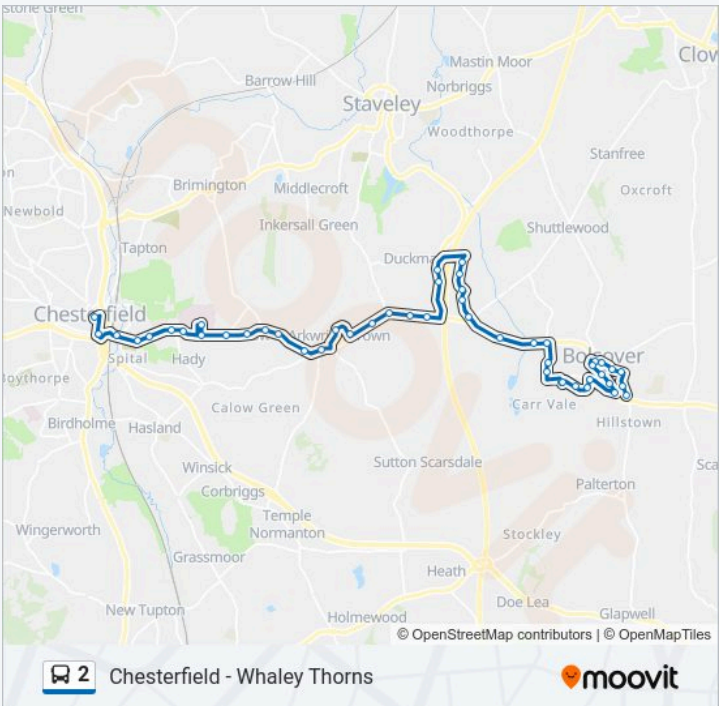 stone Green
Clow
Mastin Moor
Barrow Hill
Norbriggs
Staveley
Woodthorpe
Stanfree
Brimington
Middlecroft
Oxcroft
Newbold
Inkersall Green
Shuttlewood
Tapton
Duckma
Chesterfield
Arkwri
own
Bolsover
Spital
Hady
Boythorpe
Calow Green
Carr Vale
Birdholme
Hasland
Hillstown
Winsick
Sutton Scarsdale
Sca
Corbriggs
Palterton
Temple
Normanton
Wingerworth
Stockley
Grassmoor
Heath
Doe Lea
New Tupton
Holmewood
Glapwell
© OpenStreetMap contributors | © OpenMapTiles
2 Chesterfield - Whaley Thorns
moovit